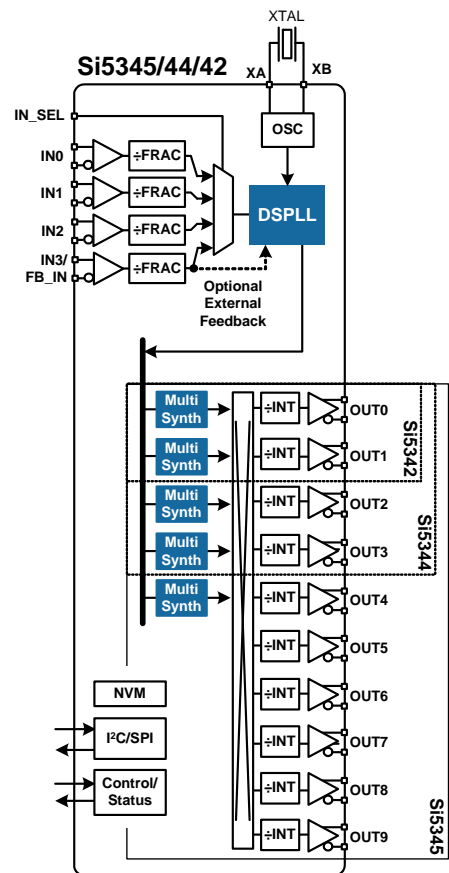 XTAL
Si5345/44/42
XA
XB
IN_SEL
OSC
IN0
÷FRAC
IN1
÷FRAC
DSPLL
IN2
÷FRAC
IN3/
FB_IN
÷FRAC
Optional
External
Feedback
Multi
Synth
÷INT
OUT0
Multi
Synth
÷INT
OUT1
Si5342
Multi
Synth
÷INT
OUT2
Multi
Synth
÷INT
OUT3
Si5344
Multi
Synth
÷INT
OUT4
÷INT
OUT5
NVM
÷INT
OUT6
I²C/SPI
÷INT
OUT7
Control/
Status
÷INT
OUT8
÷INT
OUT9
Si5345